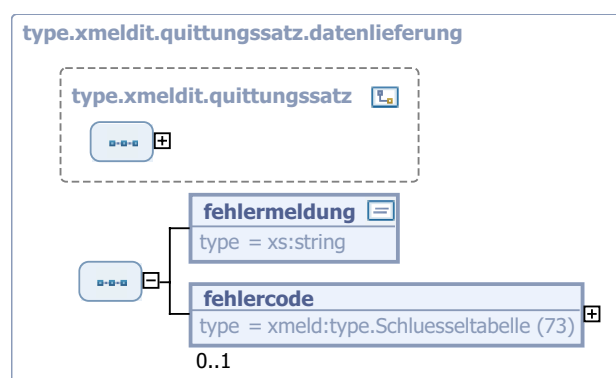 type.xmeldit.quittungssatz.datenlieferung
type.xmeldit.quittungssatz
fehlermeldung
type = xs:string
fehlercode
type = xmeld:type.Schluesseltabelle (73)
0..1